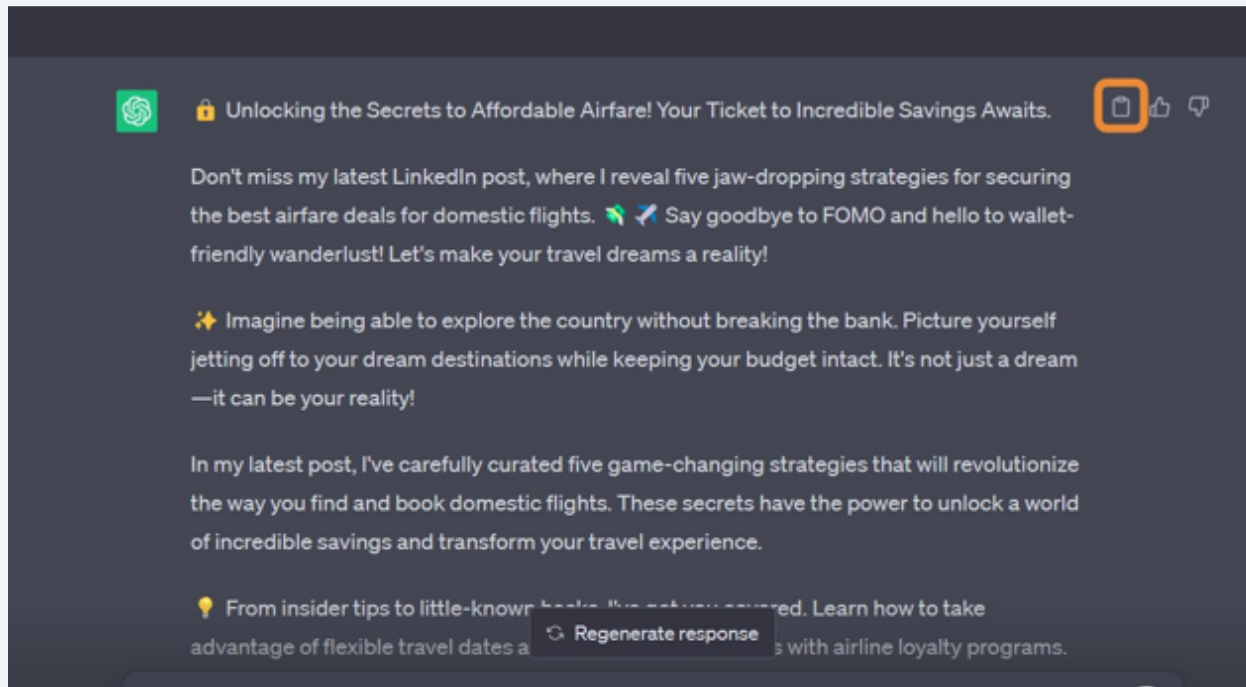 🔒 Unlocking the Secrets to Affordable Airfare! Your Ticket to Incredible Savings Awaits.
Don't miss my latest LinkedIn post, where I reveal five jaw-dropping strategies for securing
the best airfare deals for domestic flights. 💸 ✈️ Say goodbye to FOMO and hello to wallet-
friendly wanderlust! Let's make your travel dreams a reality!
✨ Imagine being able to explore the country without breaking the bank. Picture yourself
jetting off to your dream destinations while keeping your budget intact. It's not just a dream
—it can be your reality!
In my latest post, I've carefully curated five game-changing strategies that will revolutionize
the way you find and book domestic flights. These secrets have the power to unlock a world
of incredible savings and transform your travel experience.
💡 From insider tips to little-known hacks, I've got you covered. Learn how to take
advantage of flexible travel dates a
Regenerate response
s with airline loyalty programs.